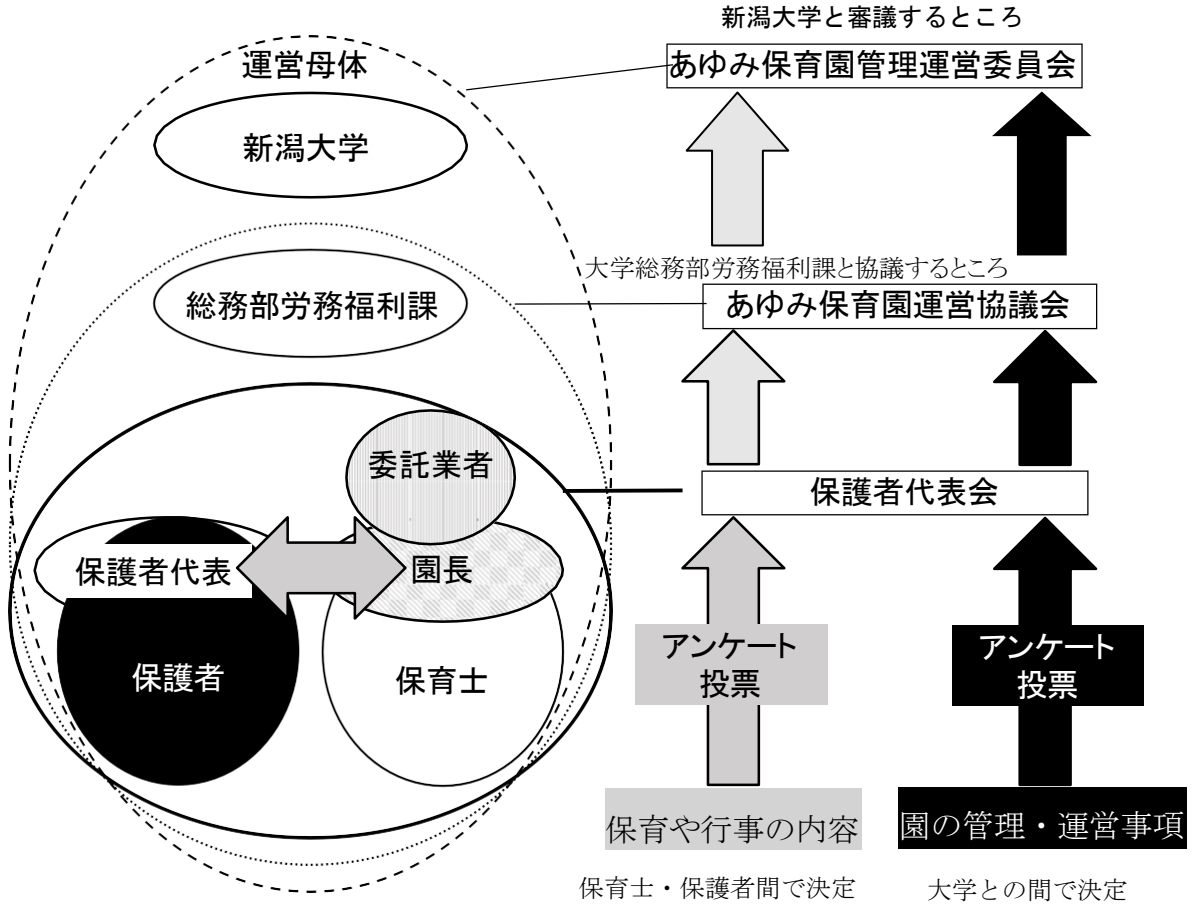 運営母体
新潟大学
総務部労務福利課
委託業者
保護者代表
園長
保護者
保育士
新潟大学と審議するところ
あゆみ保育園管理運営委員会
大学総務部労務福利課と協議するところ
あゆみ保育園運営協議会
保護者代表会
アンケート
投票
アンケート
投票
保育や行事の内容
園の管理・運営事項
保育士・保護者間で決定
大学との間で決定